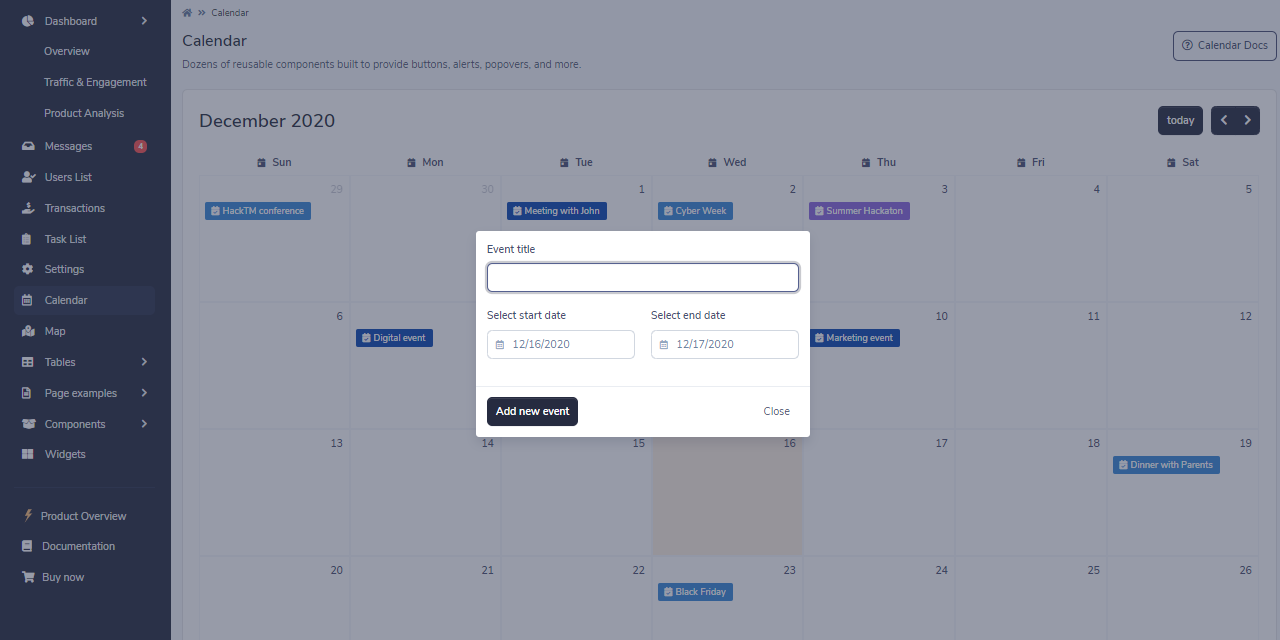 Dashboard
Overview
Traffic & Engagement
Product Analysis
Messages 4
Users List
Transactions
Task List
Settings
Calendar
Map
Tables
Page examples
Components
Widgets
Product Overview
Documentation
Buy now
Calendar
Calendar
Dozens of reusable components built to provide buttons, alerts, popovers, and more.
Calendar Docs
December 2020
today
Sun Mon Tue Wed Thu Fri Sat
29 30 1 2 3 4 5
HackTM conference Meeting with John Cyber Week Summer Hackaton
Event title
Select start date Select end date
12/16/2020 12/17/2020
Add new event Close
6 10 11 12
Digital event Marketing event
13 14 15 16 17 18 19
Dinner with Parents
20 21 22 23 24 25 26
Black Friday